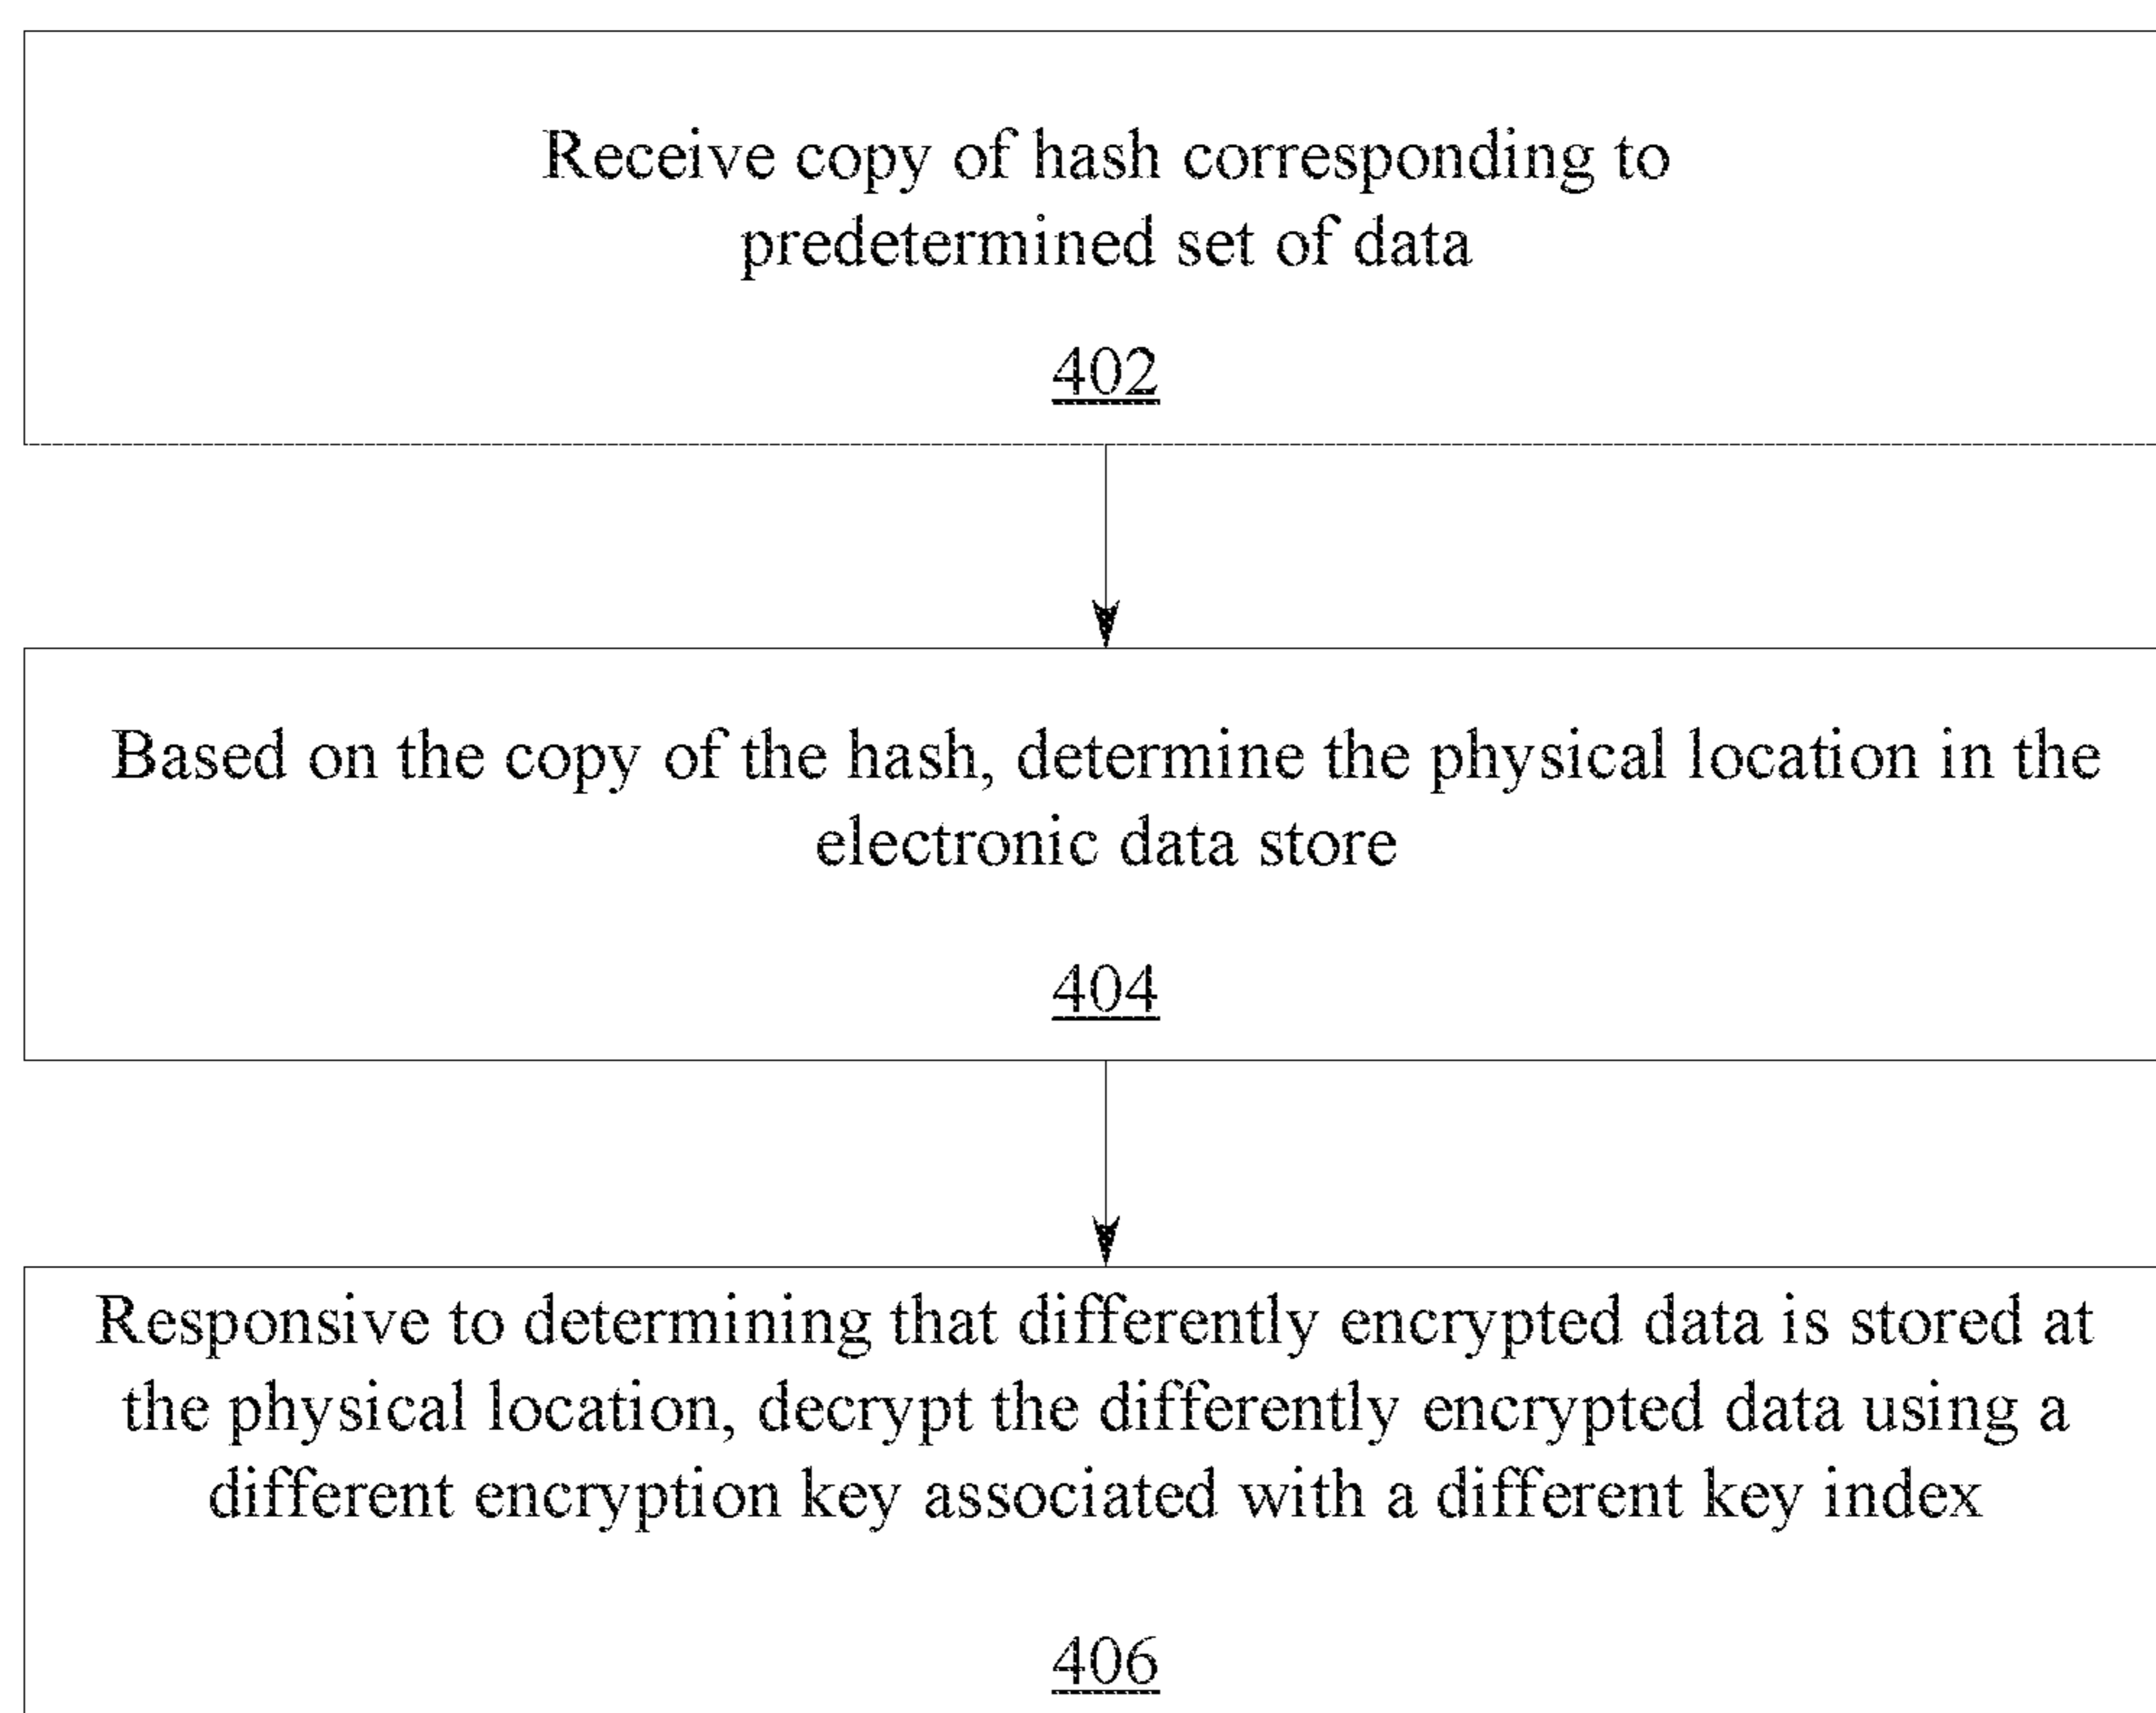 Receive copy of hash corresponding to
predetermined set of data
402
Based on the copy of the hash, determine the physical location in the
electronic data store
404
Responsive to determining that differently encrypted data is stored at
the physical location, decrypt the differently encrypted data using a
different encryption key associated with a different key index
406